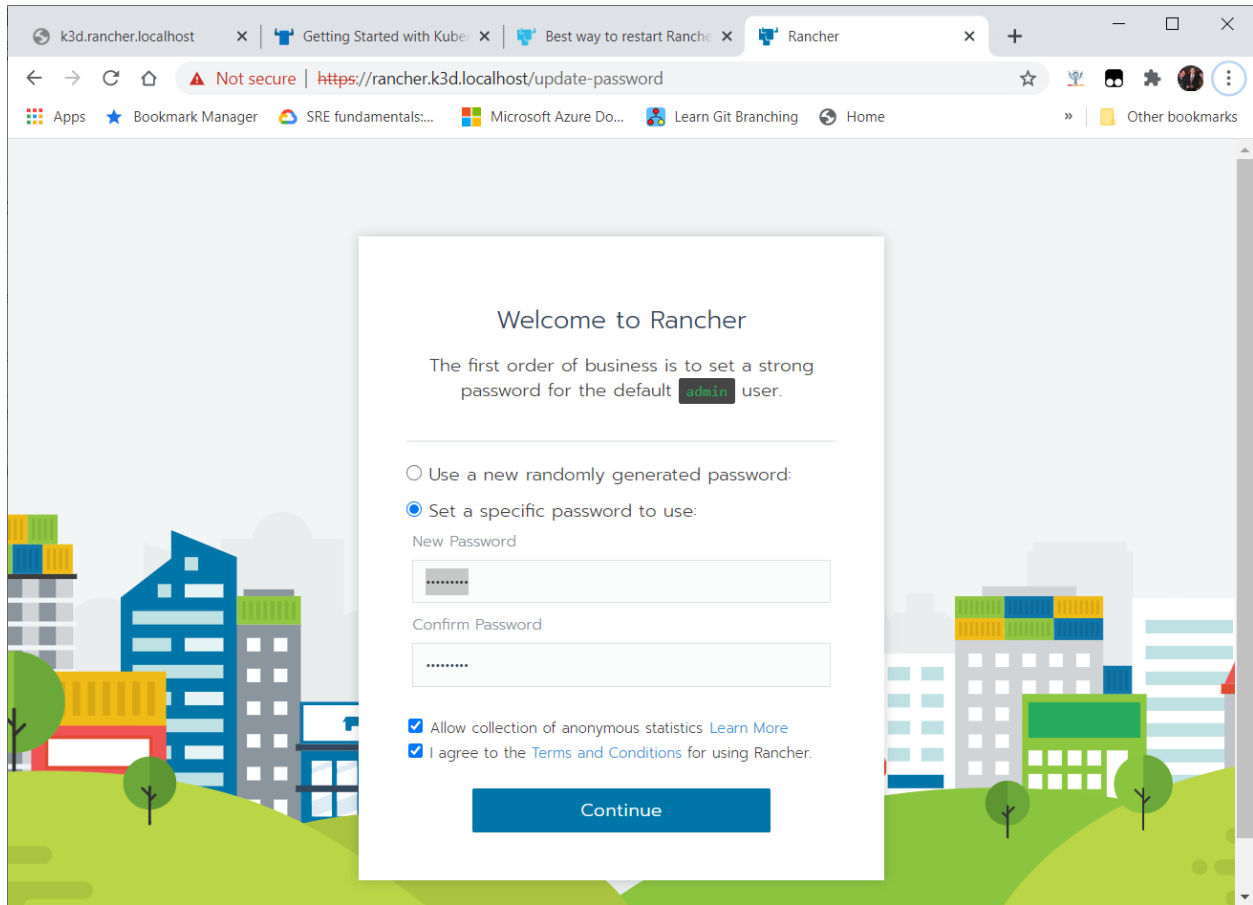 k3d.rancher.localhost
Getting Started with Kuber
Best way to restart Ranche
Rancher
Not secure | https://rancher.k3d.localhost/update-password
Apps
Bookmark Manager
SRE fundamentals:...
Microsoft Azure Do...
Learn Git Branching
Home
»
Other bookmarks
Welcome to Rancher
The first order of business is to set a strong
password for the default admin user.
Use a new randomly generated password:
Set a specific password to use:
New Password
•••••••••
Confirm Password
•••••••••
Allow collection of anonymous statistics Learn More
I agree to the Terms and Conditions for using Rancher.
Continue